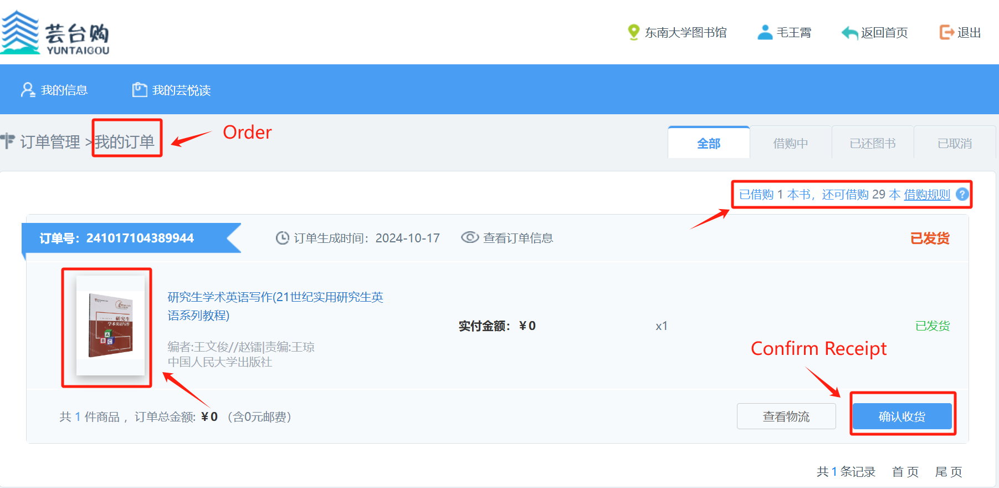 芸台购
YUNTAIGOU
东南大学图书馆
毛王霄
返回首页
退出
我的信息
我的芸悦读
订单管理 >我的订单
Order
全部
借购中
已还图书
已取消
已借购 1 本书，还可借购 29 本 借购规则 ?
订单号：241017104389944
订单生成时间：2024-10-17
查看订单信息
已发货
研究生
学术英语写作
A
B C
研究生学术英语写作(21世纪实用研究生英
语系列教程)
编者:王文俊//赵镭|责编:王琼
中国人民大学出版社
实付金额：￥0
x1
已发货
Confirm Receipt
共 1 件商品 ，订单总金额: ￥0 （含0元邮费）
查看物流
确认收货
共 1 条记录 首 页 尾 页